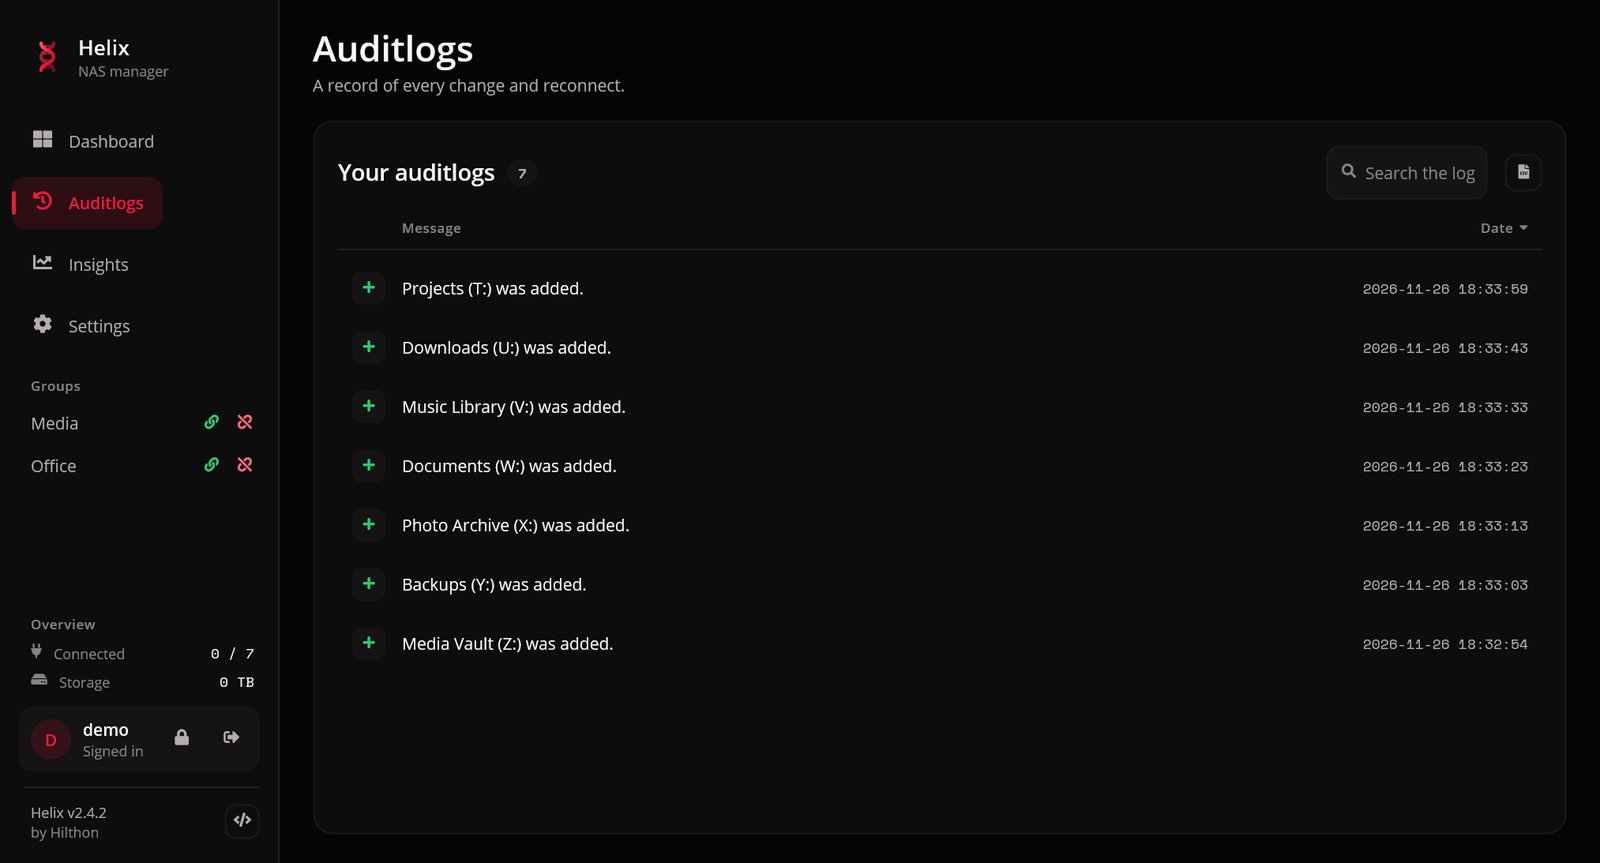 Helix
NAS manager
Dashboard
Auditlogs
Insights
Settings
Groups
Media
Office
Overview
Connected 0 / 7
Storage 0 TB
D
demo
Signed in
Helix v2.4.2
by Hilthon
Auditlogs
A record of every change and reconnect.
Your auditlogs 7
Search the log
Message Date
Projects (T:) was added. 2026-11-26 18:33:59
Downloads (U:) was added. 2026-11-26 18:33:43
Music Library (V:) was added. 2026-11-26 18:33:33
Documents (W:) was added. 2026-11-26 18:33:23
Photo Archive (X:) was added. 2026-11-26 18:33:13
Backups (Y:) was added. 2026-11-26 18:33:03
Media Vault (Z:) was added. 2026-11-26 18:32:54